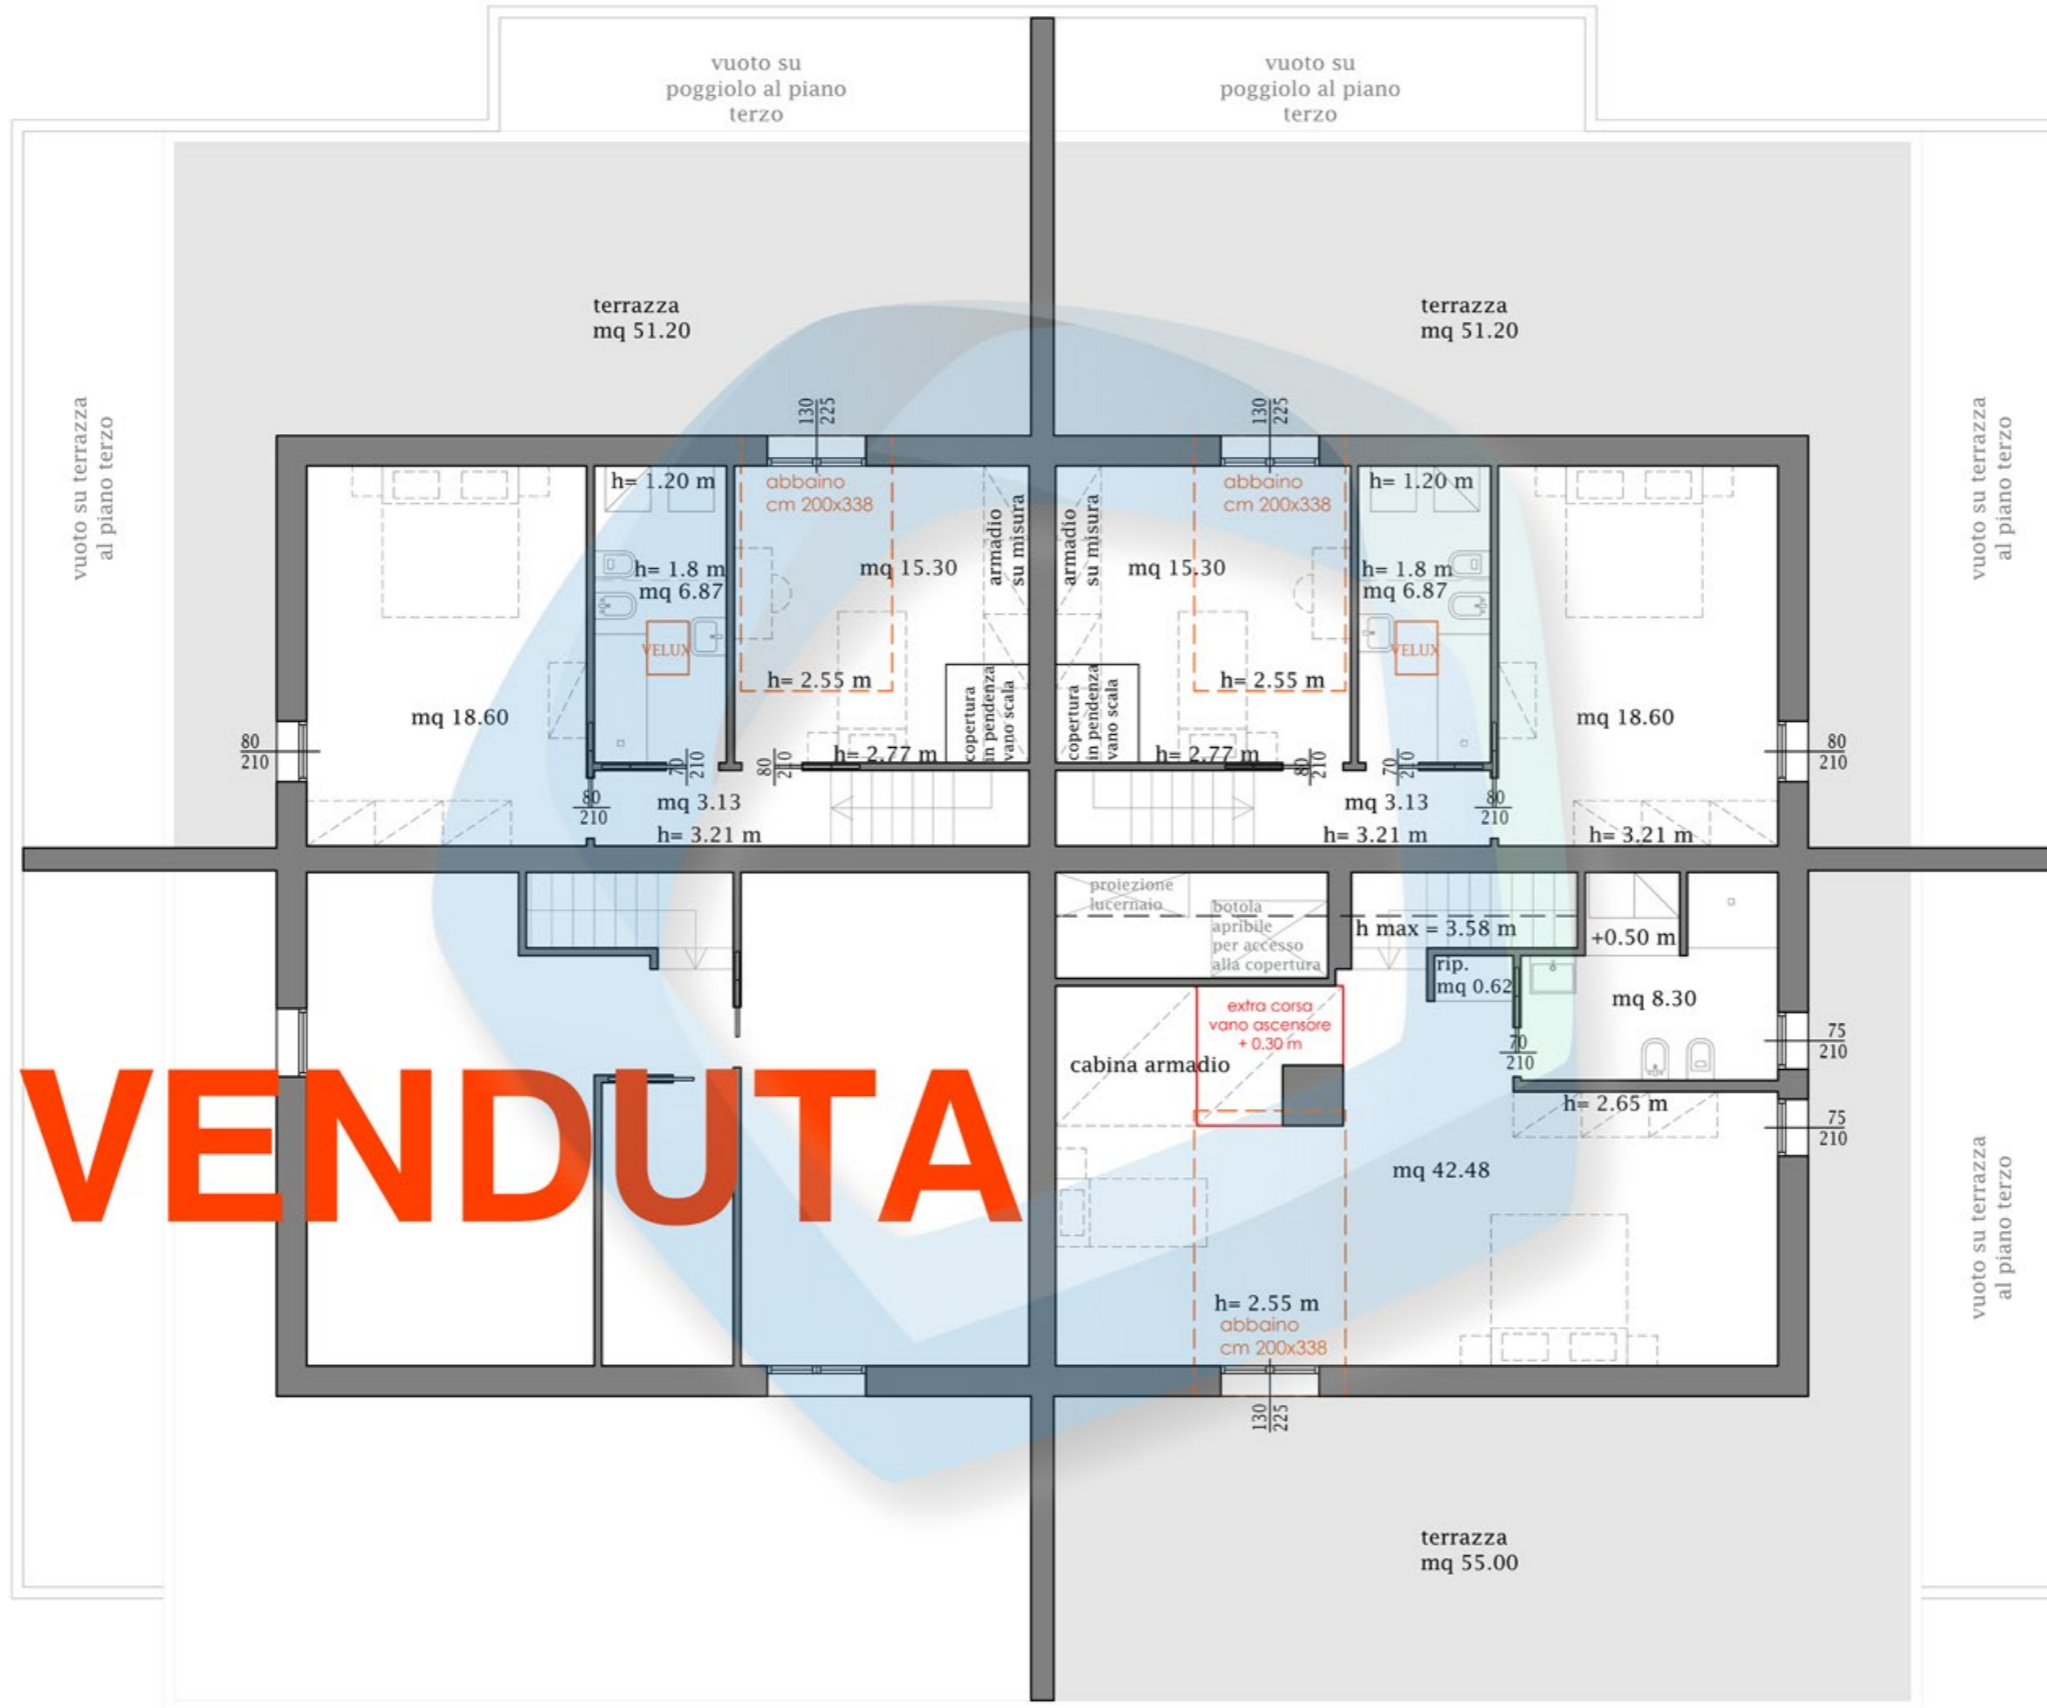 vuoto su
poggiolo al piano
terzo
vuoto su
poggiolo al piano
terzo
terrazza
mq 51.20
terrazza
mq 51.20
vuoto su terrazza
al piano terzo
vuoto su terrazza
al piano terzo
130
225
130
225
h= 1.20 m
abbaino
cm 200x338
armadio
su misura
armadio
su misura
abbaino
cm 200x338
h= 1.20 m
h= 1.8 m
mq 6.87
mq 15.30
mq 15.30
h= 1.8 m
mq 6.87
VELUX
VELUX
h= 2.55 m
h= 2.55 m
copertura
in pendenza
vano scala
copertura
in pendenza
vano scala
mq 18.60
mq 18.60
80
210
70
210
80
210
h= 2.77 m
h= 2.77 m
80
210
70
210
80
210
80
210
mq 3.13
h= 3.21 m
mq 3.13
h= 3.21 m
80
210
h= 3.21 m
proiezione
lucernaio
botola
apribile
per accesso
alla copertura
h max = 3.58 m
+0.50 m
rip.
mq 0.62
mq 8.30
extra corsa
vano ascensore
+ 0.30 m
cabina armadio
70
210
75
210
h= 2.65 m
75
210
VENDUTA
mq 42.48
vuoto su terrazza
al piano terzo
h= 2.55 m
abbaino
cm 200x338
130
225
terrazza
mq 55.00